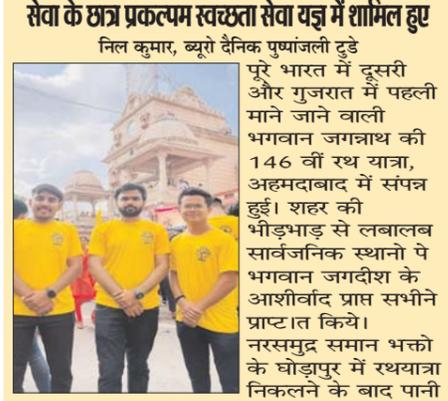 सेवा के छात्र प्रकल्पम स्वच्छता सेवा यज्ञ में शामिल हुए
निल कुमार, ब्यूरो दैनिक पुष्पांजली टुडे
पूरे भारत में दूसरी
और गुजरात में पहली
माने जाने वाली
भगवान जगन्नाथ की
146 वीं रथ यात्रा,
अहमदाबाद में संपन्न
हुई। शहर की
भीड़भाड़ से लबालब
सार्वजनिक स्थानो पे
भगवान जगदीश के
आशीर्वाद प्राप्त सभीने
प्राप्ट।त किये।
नरसमुद्र समान भक्तो
के घोड़ापुर में रथयात्रा
निकलने के बाद पानी